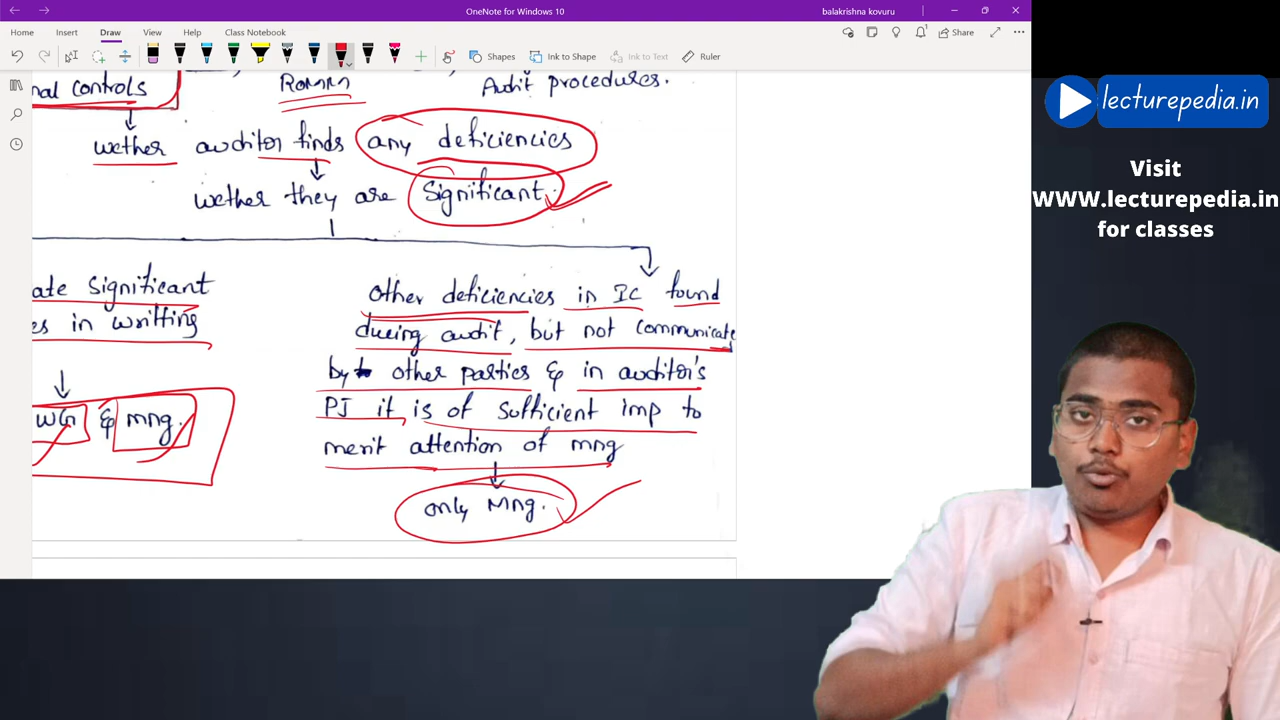 OneNote for Windows 10
balakrishna kovuru
Home Insert Draw View Help Class Notebook
Share
Shapes Ink to Shape Ink to Text Ruler
nal controls
ROMMN
Audit procedures.
wether auditor finds any deficiencies
wether they are Significant.
ate significant
es in writting
WG & mng.
Other deficiencies in IC found
during audit, but not communicate
by other parties & in auditor's
PJ it is of sufficient imp to
merit attention of mng
only Mng.
lecturepedia.in
Visit
WWW.lecturepedia.in
for classes